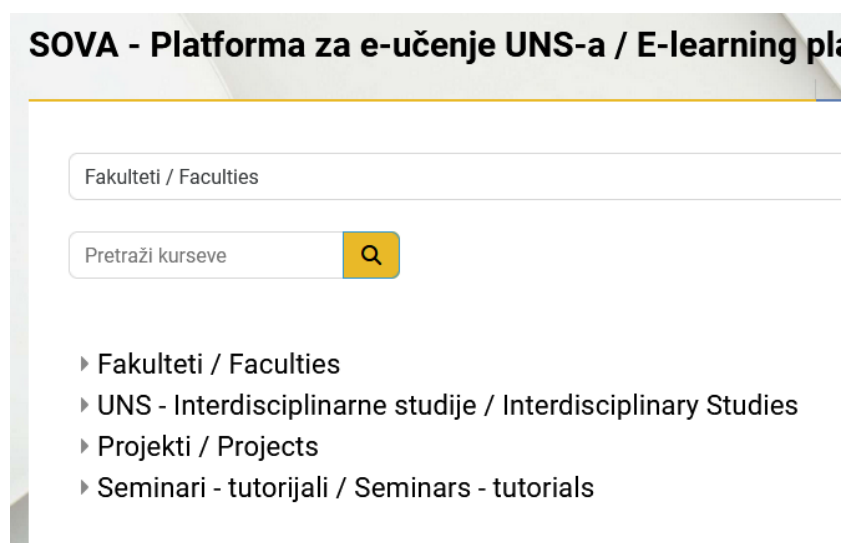 SOVA - Platforma za e-učenje UNS-a / E-learning
Fakulteti / Faculties
Pretraži kurseve
Fakulteti / Faculties
UNS - Interdisciplinarne studije / Interdisciplinary Studies
Projekti / Projects
Seminari - tutorijali / Seminars - tutorials